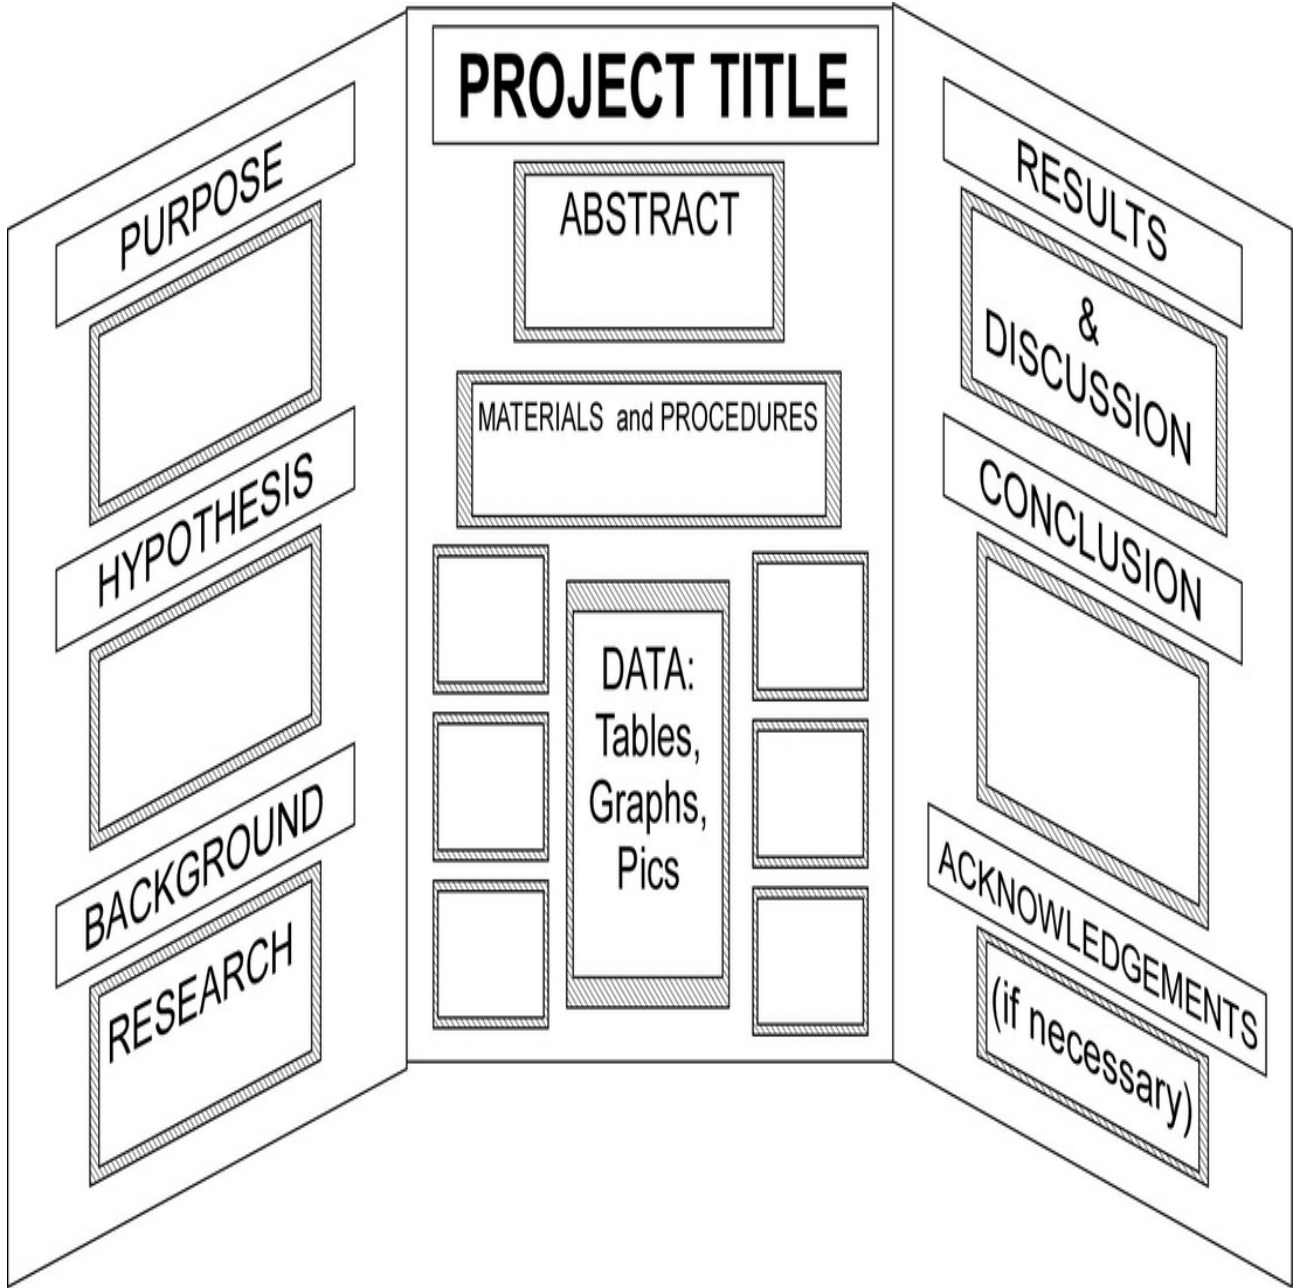 PURPOSE
HYPOTHESIS
BACKGROUND
RESEARCH
PROJECT TITLE
ABSTRACT
MATERIALS and PROCEDURES
DATA:
Tables,
Graphs,
Pics
RESULTS
&
DISCUSSION
CONCLUSION
ACKNOWLEDGEMENTS
(if necessary)